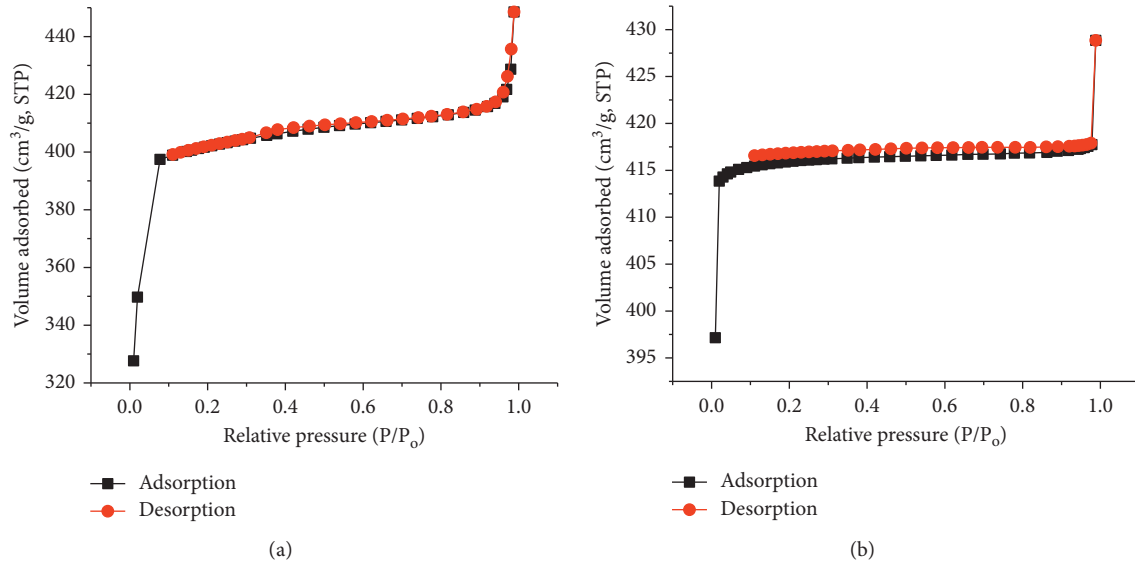 450
440
420
400
380
360
340
320
Volume adsorbed (cm³/g, STP)
0.0 0.2 0.4 0.6 0.8 1.0
Relative pressure (P/Pₒ)
Adsorption
Desorption
(a)
430
425
420
415
410
405
400
395
Volume adsorbed (cm³/g, STP)
0.0 0.2 0.4 0.6 0.8 1.0
Relative pressure (P/Pₒ)
Adsorption
Desorption
(b)